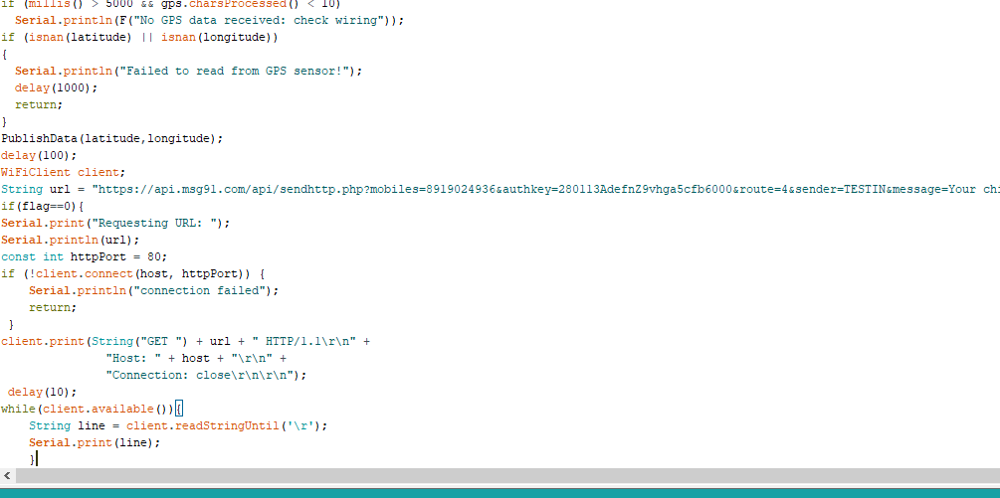 if (millis() > 5000 && gps.charsProcessed() < 10)
Serial.println(F("No GPS data received: check wiring"));
if (isnan(latitude) || isnan(longitude))
{
Serial.println("Failed to read from GPS sensor!");
delay(1000);
return;
}
PublishData(latitude,longitude);
delay(100);
WiFiClient client;
String url = "https://api.msg91.com/api/sendhttp.php?mobiles=8919024936&authkey=280113AdefnZ9vhga5cfb6000&route=4&sender=TESTIN&message=Your chi
if(flag==0){
Serial.print("Requesting URL: ");
Serial.println(url);
const int httpPort = 80;
if (!client.connect(host, httpPort)) {
Serial.println("connection failed");
return;
}
client.print(String("GET ") + url + " HTTP/1.1\r\n" +
"Host: " + host + "\r\n" +
"Connection: close\r\n\r\n");
delay(10);
while(client.available()){
String line = client.readStringUntil('\r');
Serial.print(line);
}